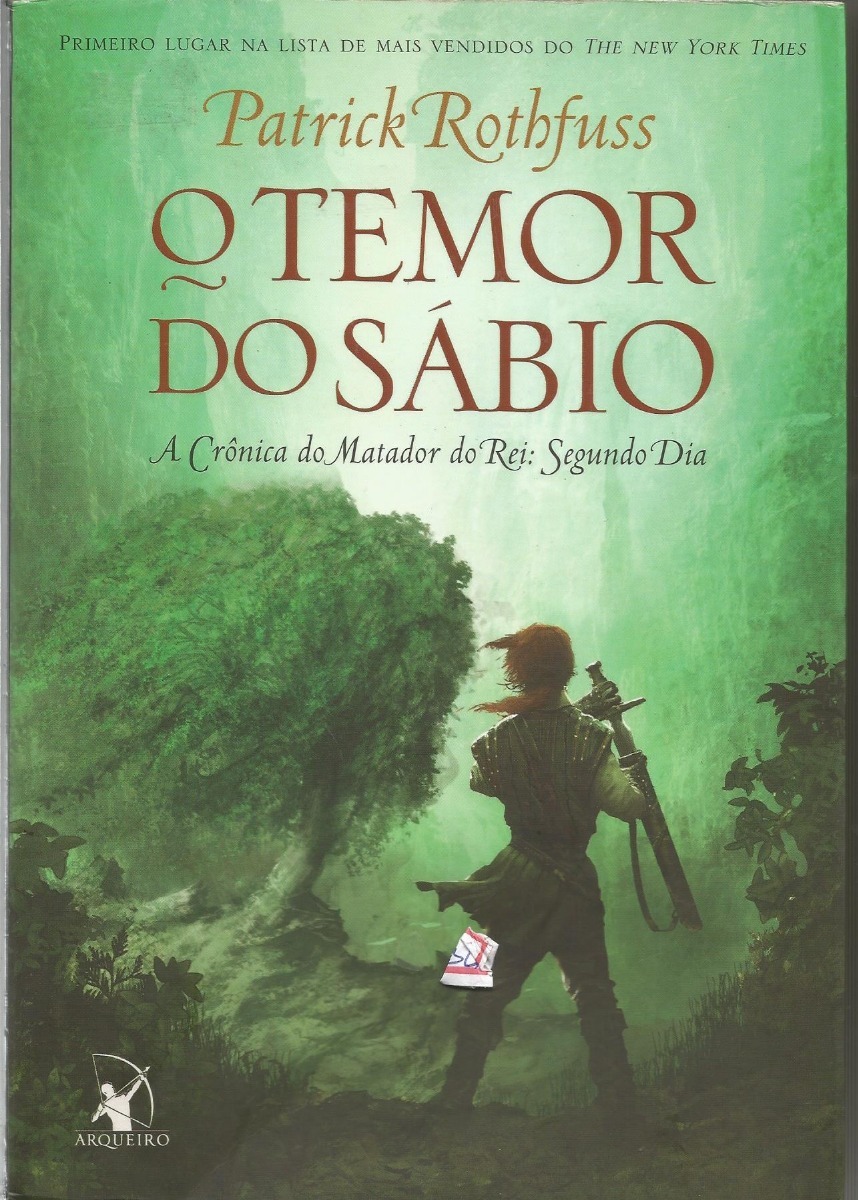 PRIMEIRO LUGAR NA LISTA DE MAIS VENDIDOS DO THE NEW YORK TIMES
Patrick Rothfuss
O TEMOR
DO SÁBIO
A Crônica do Matador do Rei: Segundo Dia
ARQUEIRO